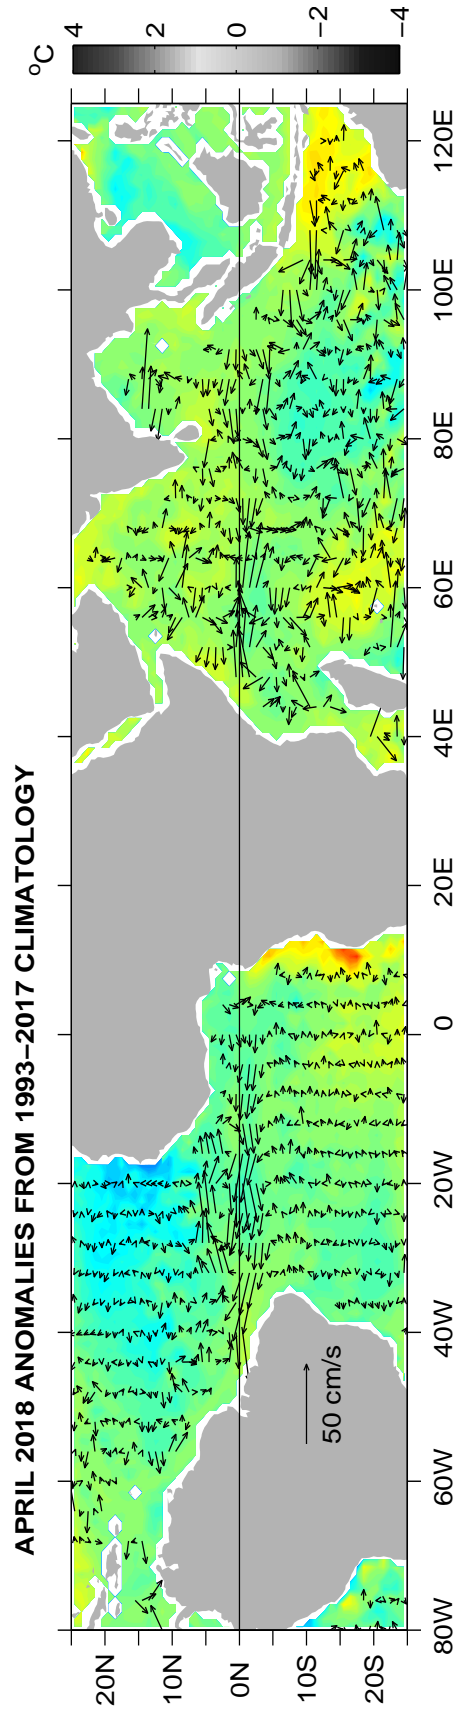 APRIL 2018 ANOMALIES FROM 1993–2017 CLIMATOLOGY
°C
4
2
0
−2
−4
20N
10N
0N
10S
20S
50 cm/s
80W 60W 40W 20W 0 20E 40E 60E 80E 100E 120E